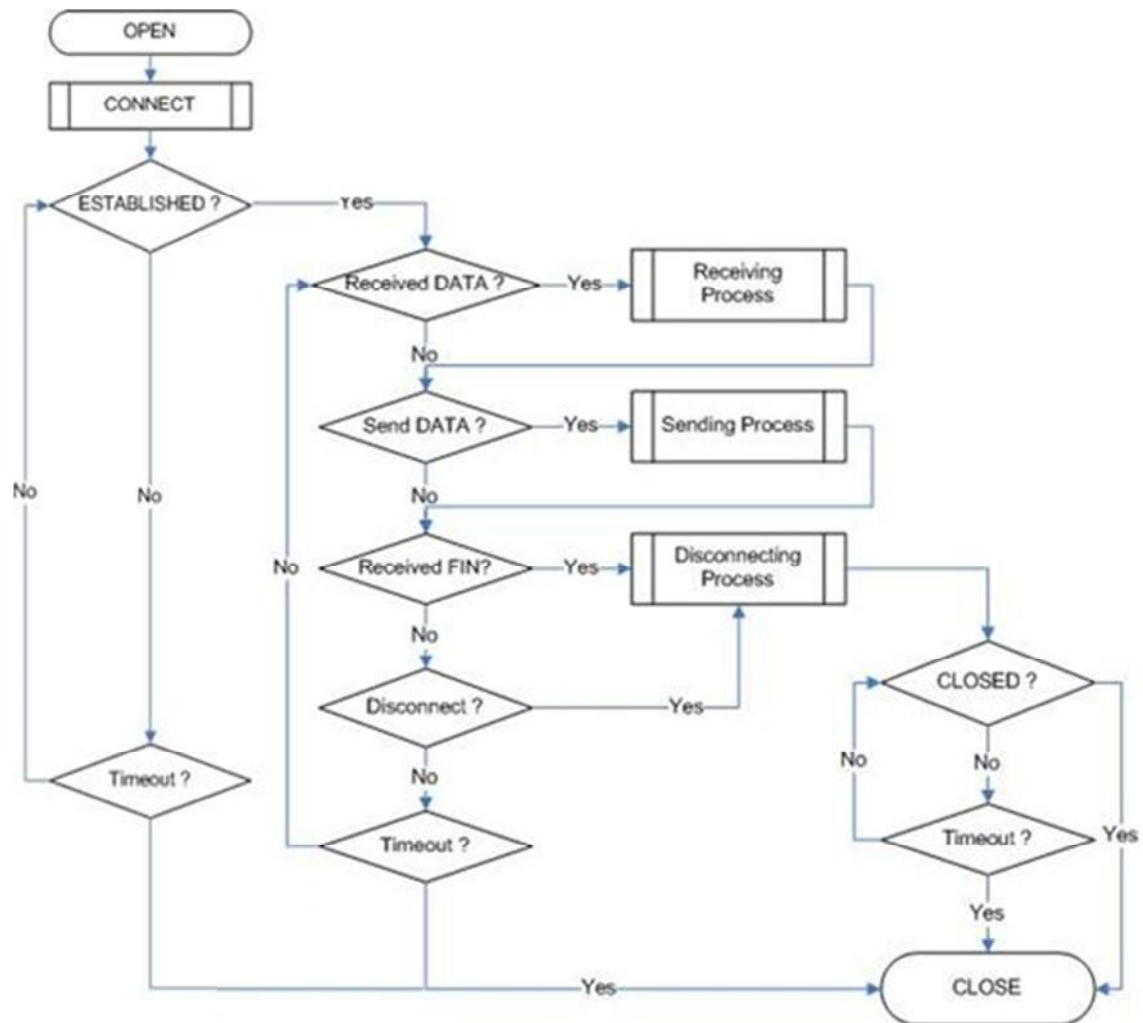 OPEN
CONNECT
ESTABLISHED ?
Yes
Received DATA ?
Yes
Receiving
Process
No
Send DATA ?
Yes
Sending Process
No
No
No
Received FIN?
Yes
Disconnecting
Process
No
No
Disconnect ?
Yes
CLOSED ?
No
No
No
Timeout ?
Timeout ?
Timeout ?
Yes
Yes
Yes
CLOSE